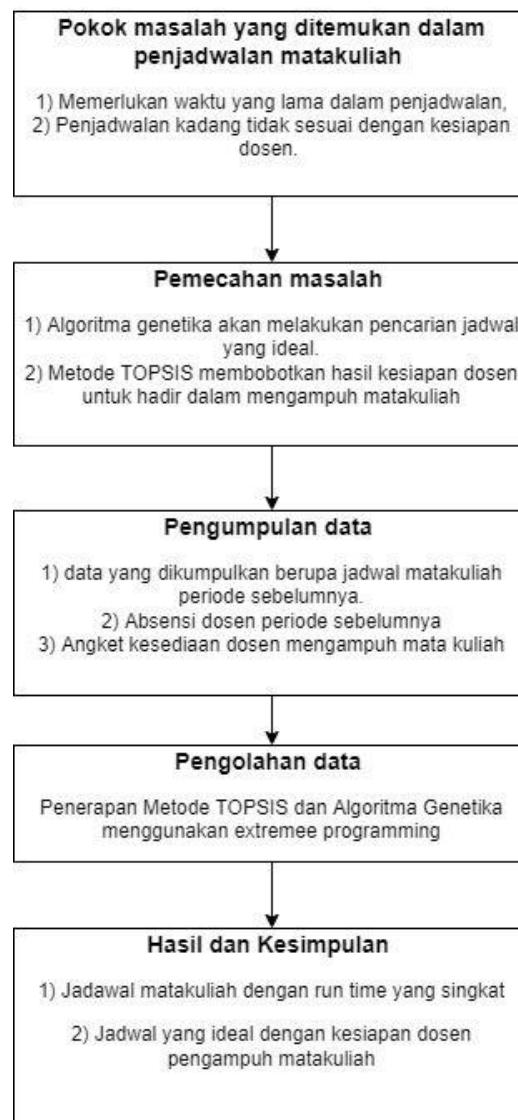 Pokok masalah yang ditemukan dalam
penjadwalan matakuliah
1) Memerlukan waktu yang lama dalam penjadwalan,
2) Penjadwalan kadang tidak sesuai dengan kesiapan
dosen.
Pemecahan masalah
1) Algoritma genetika akan melakukan pencarian jadwal
yang ideal.
2) Metode TOPSIS membobotkan hasil kesiapan dosen
untuk hadir dalam mengampuh matakuliah
Pengumpulan data
1) data yang dikumpulkan berupa jadwal matakuliah
periode sebelumnya.
2) Absensi dosen periode sebelumnya
3) Angket kesediaan dosen mengampuh mata kuliah
Pengolahan data
Penerapan Metode TOPSIS dan Algoritma Genetika
menggunakan extremee programming
Hasil dan Kesimpulan
1) Jadawal matakuliah dengan run time yang singkat
2) Jadwal yang ideal dengan kesiapan dosen
pengampuh matakuliah